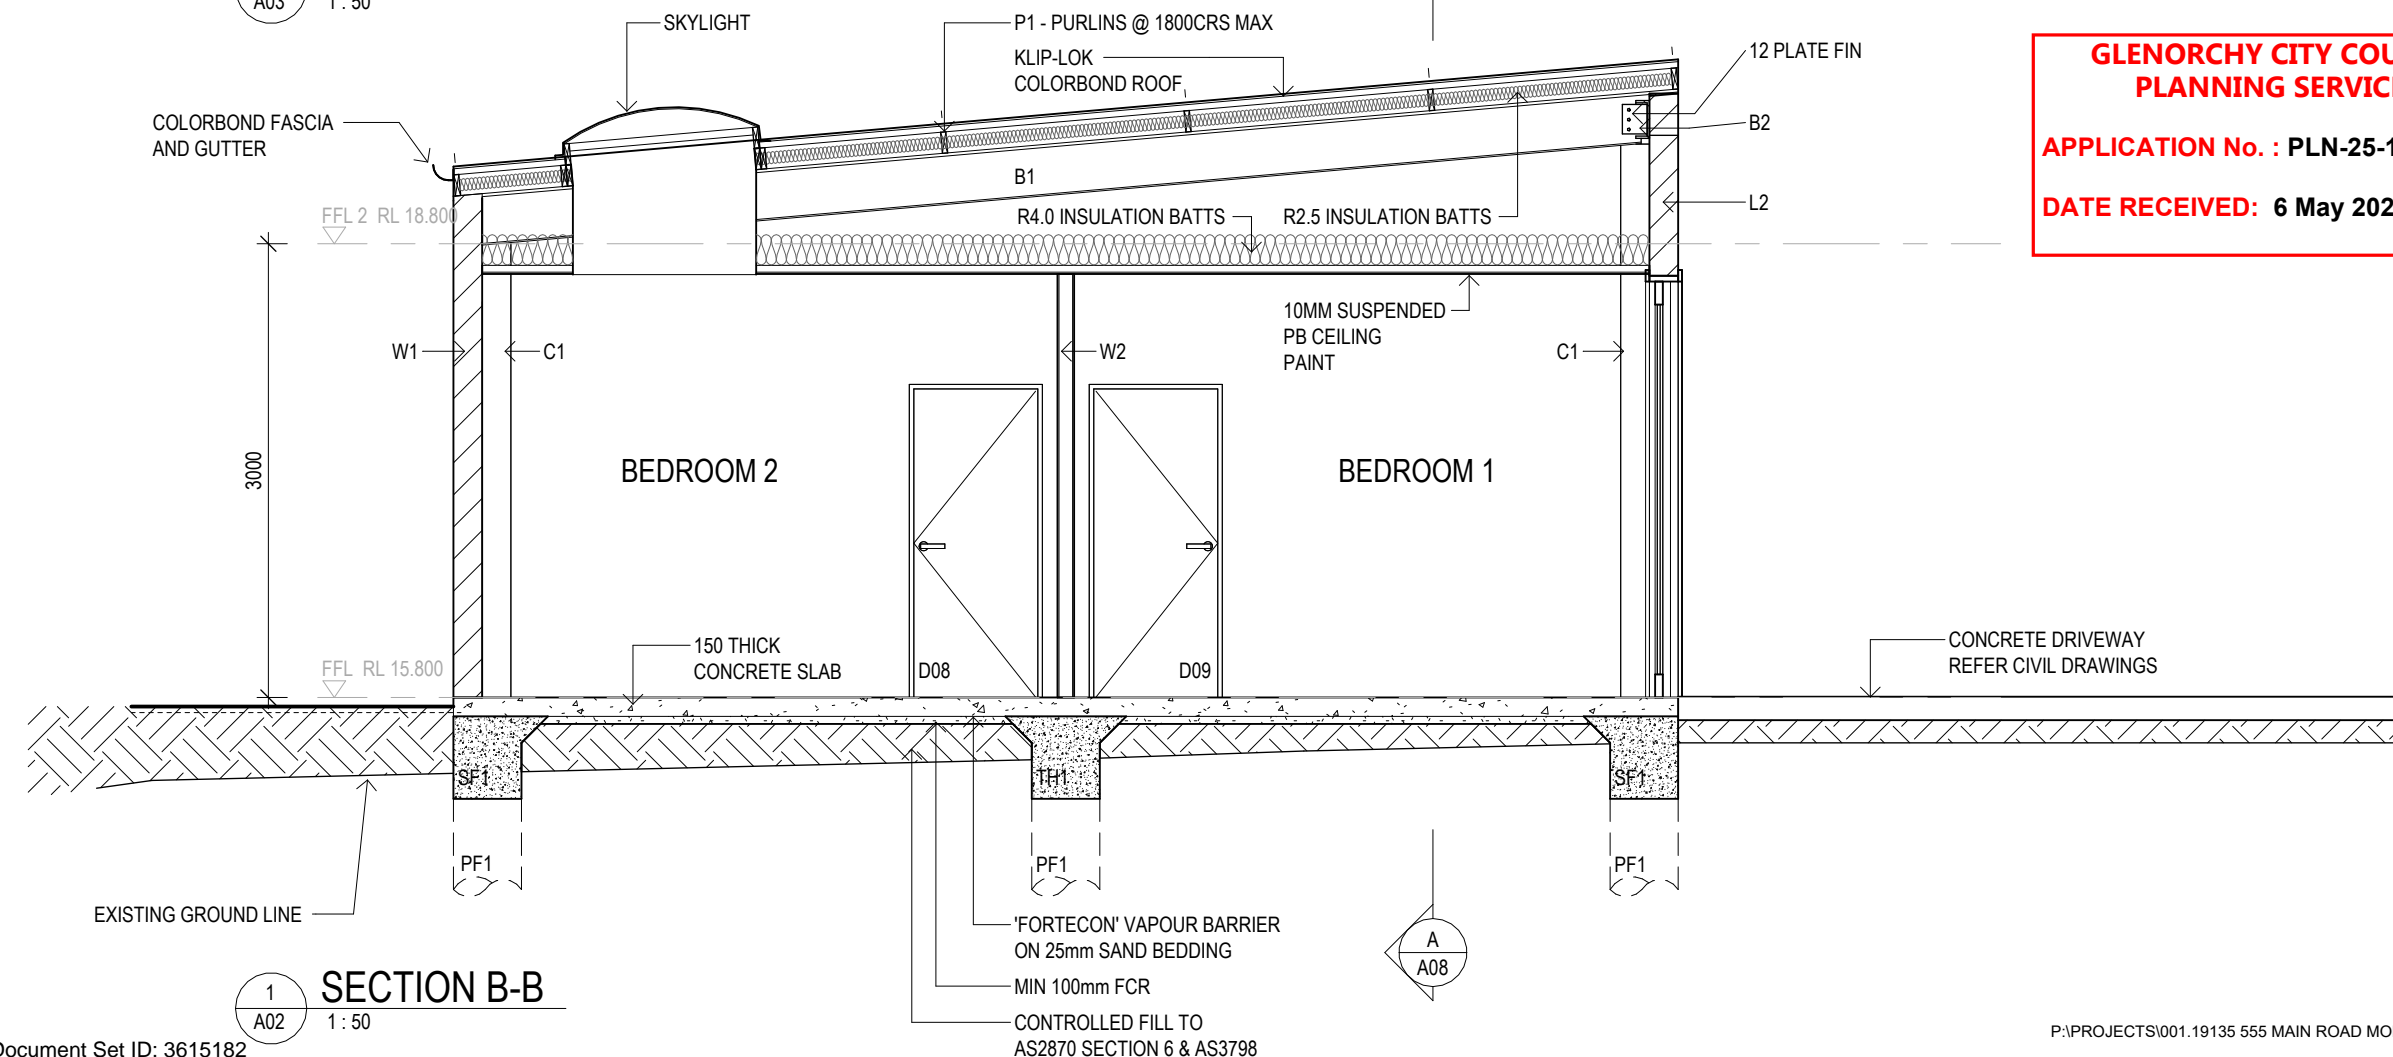 A03
1 : 50
SKYLIGHT
P1 - PURLINS @ 1800CRS MAX
KLIP-LOK
COLORBOND ROOF
12 PLATE FIN
COLORBOND FASCIA
AND GUTTER
B2
B1
FFL 2 RL 18.800
R4.0 INSULATION BATTS
R2.5 INSULATION BATTS
L2
GLENORCHY CITY COU
PLANNING SERVIC
APPLICATION No. : PLN-25-1
DATE RECEIVED: 6 May 202
10MM SUSPENDED
PB CEILING
PAINT
W1
C1
W2
C1
3000
BEDROOM 2
BEDROOM 1
150 THICK
CONCRETE SLAB
D08
D09
FFL RL 15.800
CONCRETE DRIVEWAY
REFER CIVIL DRAWINGS
SF1
TH1
SF1
PF1
PF1
PF1
EXISTING GROUND LINE
'FORTECON' VAPOUR BARRIER
ON 25mm SAND BEDDING
MIN 100mm FCR
CONTROLLED FILL TO
AS2870 SECTION 6 & AS3798
A
A08
1
A02
SECTION B-B
1 : 50
Document Set ID: 3615182
P:\PROJECTS\001.19135 555 MAIN ROAD MO